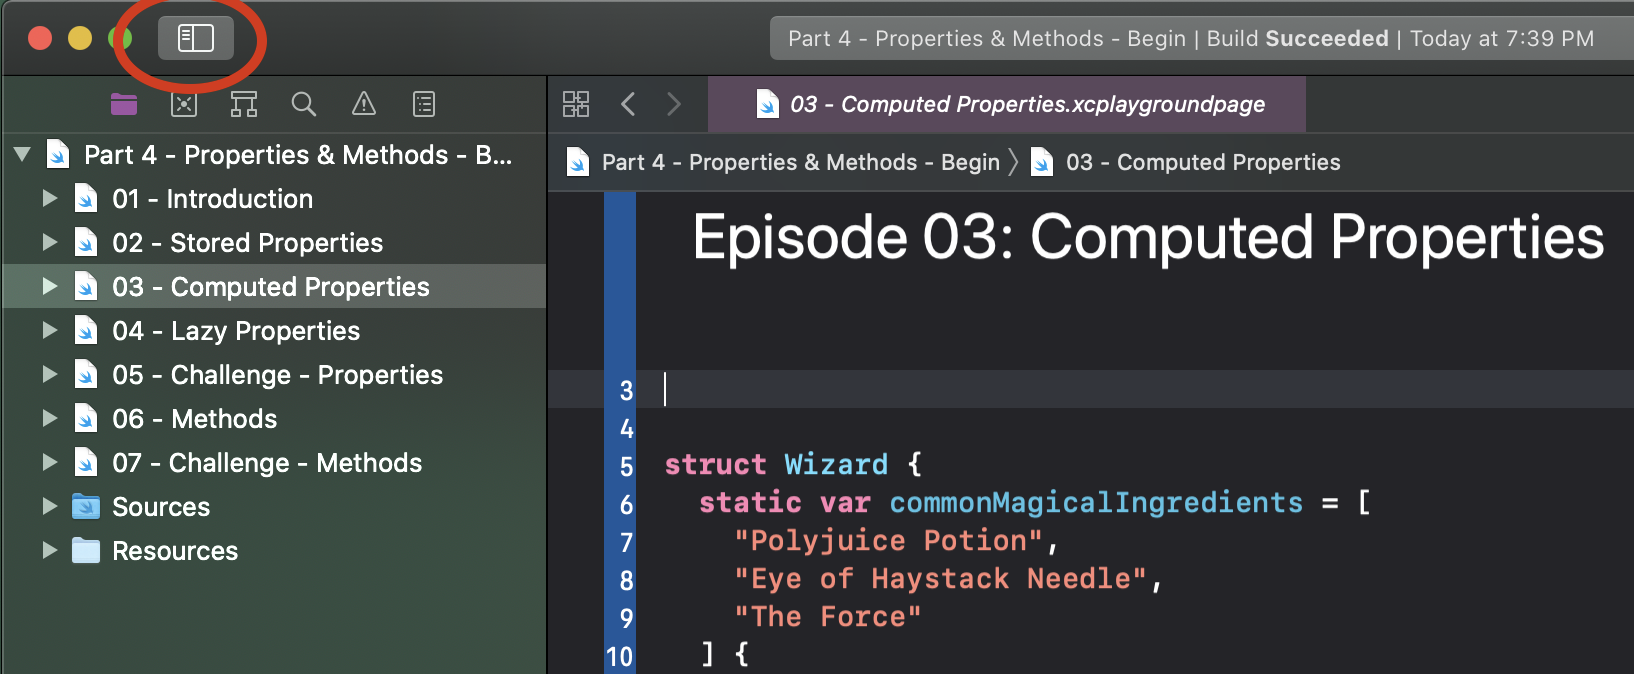 Part 4 - Properties & Methods - Begin | Build Succeeded | Today at 7:39 PM
03 - Computed Properties.xcplaygroundpage
Part 4 - Properties & Methods - B...
01 - Introduction
02 - Stored Properties
03 - Computed Properties
04 - Lazy Properties
05 - Challenge - Properties
06 - Methods
07 - Challenge - Methods
Sources
Resources
Part 4 - Properties & Methods - Begin 〉 03 - Computed Properties
Episode 03: Computed Properties
3
4
5 struct Wizard {
6 static var commonMagicalIngredients = [
7 "Polyjuice Potion",
8 "Eye of Haystack Needle",
9 "The Force"
10 ] {